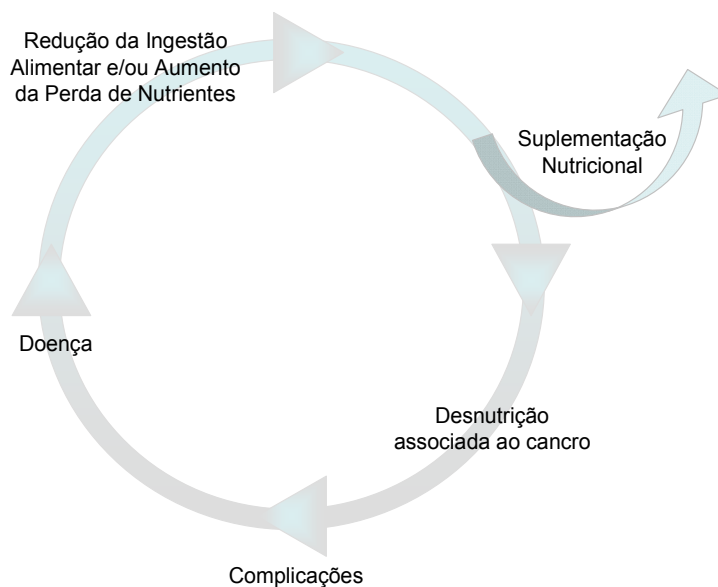 Redução da Ingestão
Alimentar e/ou Aumento
da Perda de Nutrientes
Suplementação
Nutricional
Doença
Desnutrição
associada ao cancro
Complicações